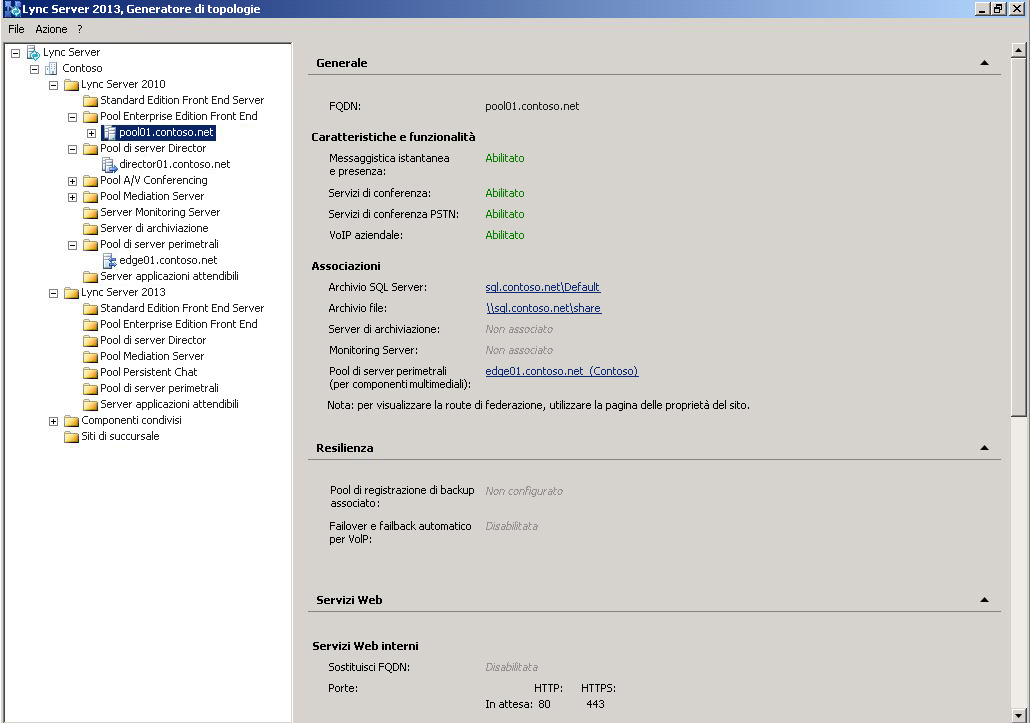 Lync Server 2013, Generatore di topologie
File Azione ?
Lync Server
Contoso
Lync Server 2010
Standard Edition Front End Server
Pool Enterprise Edition Front End
pool01.contoso.net
Pool di server Director
director01.contoso.net
Pool A/V Conferencing
Pool Mediation Server
Server Monitoring Server
Server di archiviazione
Pool di server perimetrali
edge01.contoso.net
Server applicazioni attendibili
Lync Server 2013
Standard Edition Front End Server
Pool Enterprise Edition Front End
Pool di server Director
Pool Mediation Server
Pool Persistent Chat
Pool di server perimetrali
Server applicazioni attendibili
Componenti condivisi
Siti di succursale
Generale
FQDN: pool01.contoso.net
Caratteristiche e funzionalità
Messaggistica istantanea Abilitato
e presenza:
Servizi di conferenza: Abilitato
Servizi di conferenza PSTN: Abilitato
VoIP aziendale: Abilitato
Associazioni
Archivio SQL Server: sql.contoso.net\Default
Archivio file: \\sql.contoso.net\share
Server di archiviazione: Non associato
Monitoring Server: Non associato
Pool di server perimetrali edge01.contoso.net (Contoso)
(per componenti multimediali):
Nota: per visualizzare la route di federazione, utilizzare la pagina delle proprietà del sito.
Resilienza
Pool di registrazione di backup Non configurato
associato:
Failover e failback automatico Disabilitata
per VoIP:
Servizi Web
Servizi Web interni
Sostituisci FQDN: Disabilitata
Porte: HTTP: HTTPS:
In attesa: 80 443